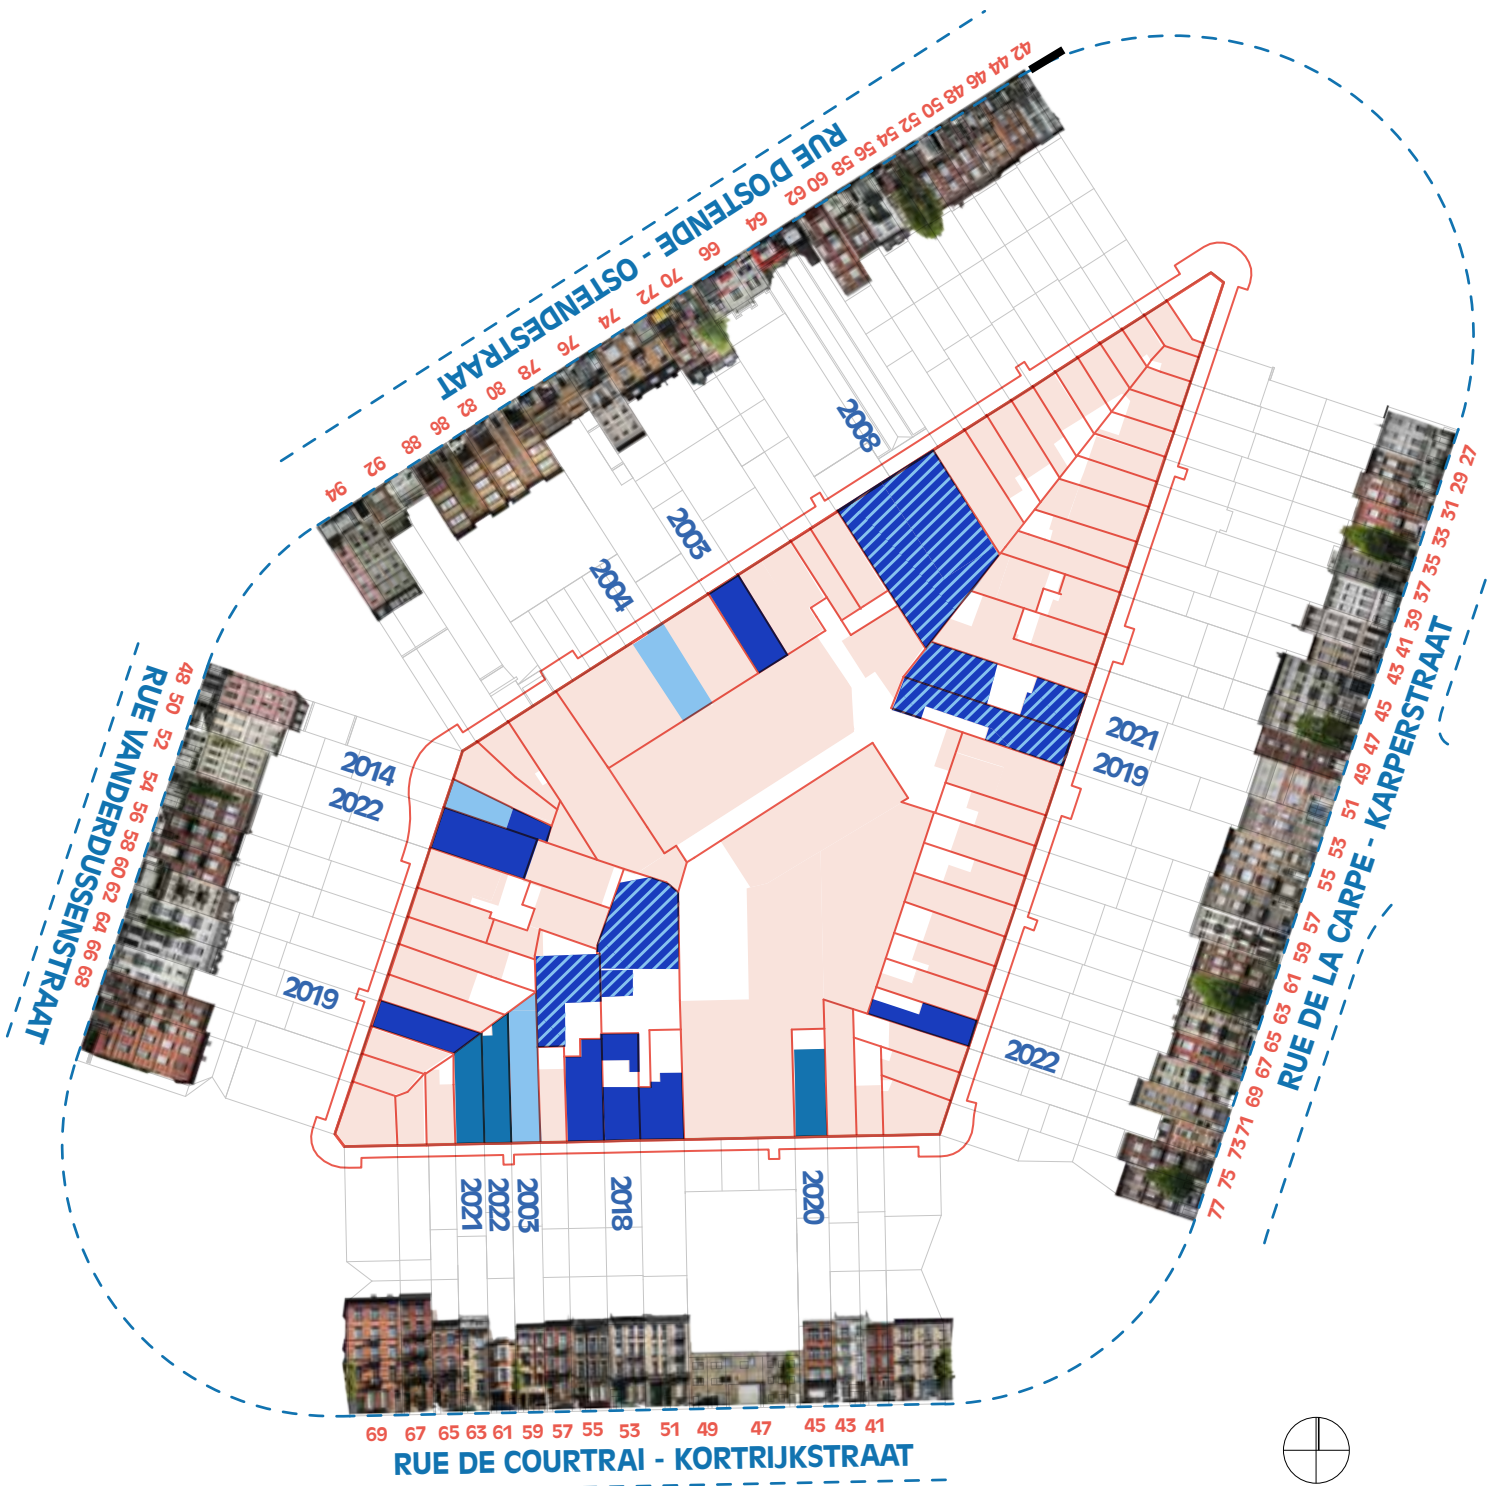 RUE D'OSTENDE - OSTENDESTRAAT
42 44 46 48 50 52 54 56 58 60 62 64 66 70 72 74 76 78 80 82 86 88 92 94
2008
2003
2004
RUE VANDERDUSSENSTRAAT
48 50 52 54 56 58 60 62 64 66 68
2014
2022
2019
RUE DE LA CARPE - KARPERSTRAAT
27 29 31 33 35 37 39 41 43 45 47 49 51 53 55 57 59 61 63 65 67 69 71 73 75 77
2021
2019
2022
2021
2022
2003
2018
2020
69 67 65 63 61 59 57 55 53 51 49 47 45 43 41
RUE DE COURTRAI - KORTRIJKSTRAAT